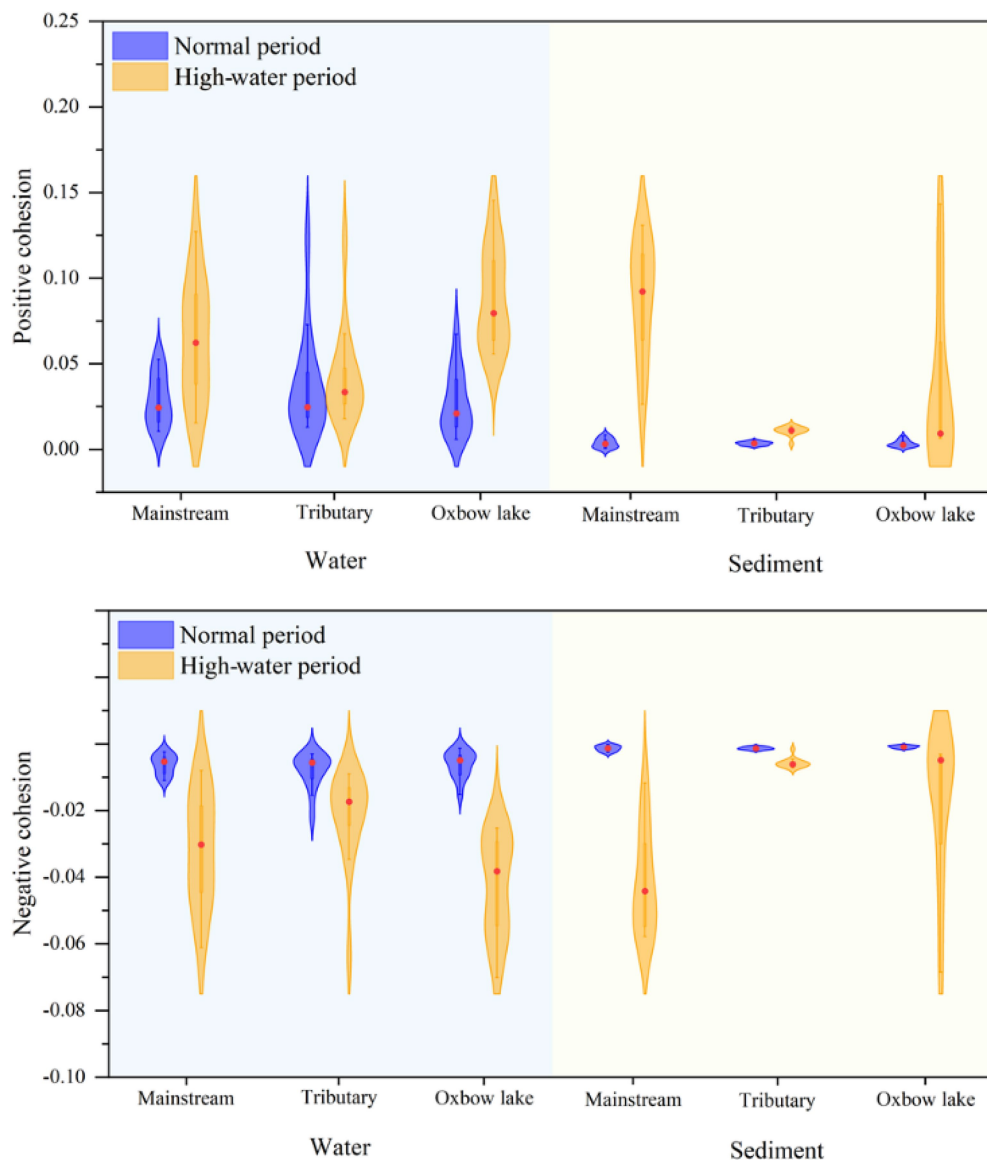 0.25
Normal period
High-water period
0.20
0.15
0.10
0.05
0.00
Positive cohesion
Mainstream Tributary Oxbow lake Mainstream Tributary Oxbow lake
Water Sediment
Normal period
High-water period
-0.02
-0.04
-0.06
-0.08
-0.10
Negative cohesion
Mainstream Tributary Oxbow lake Mainstream Tributary Oxbow lake
Water Sediment